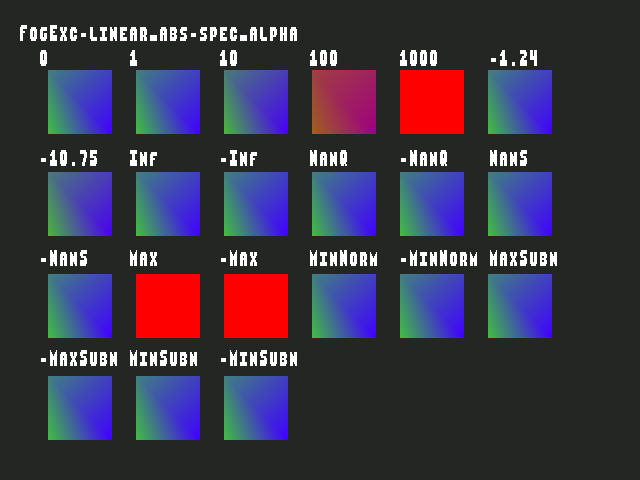 FogExc-linear_abs-spec_alpha
0 1 10 100 1000 -1.24
-10.75 Inf -Inf NanQ -NanQ NanS
-NanS Max -Max MinNorm -MinNorm MaxSubN
-MaxSubN MinSubN -MinSubN